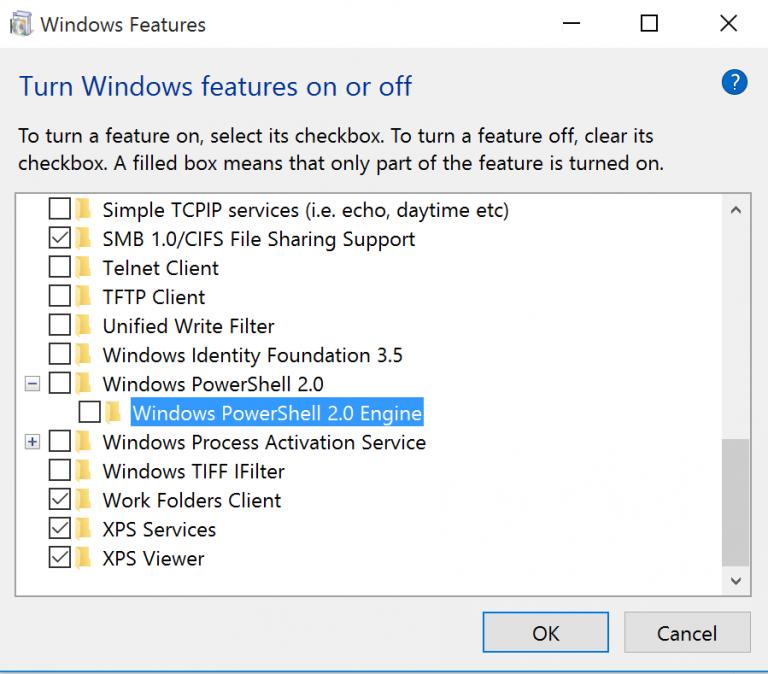 Windows Features
Turn Windows features on or off
?
To turn a feature on, select its checkbox. To turn a feature off, clear its
checkbox. A filled box means that only part of the feature is turned on.
Simple TCPIP services (i.e. echo, daytime etc)
SMB 1.0/CIFS File Sharing Support
Telnet Client
TFTP Client
Unified Write Filter
Windows Identity Foundation 3.5
Windows PowerShell 2.0
Windows PowerShell 2.0 Engine
Windows Process Activation Service
Windows TIFF IFilter
Work Folders Client
XPS Services
XPS Viewer
OK
Cancel